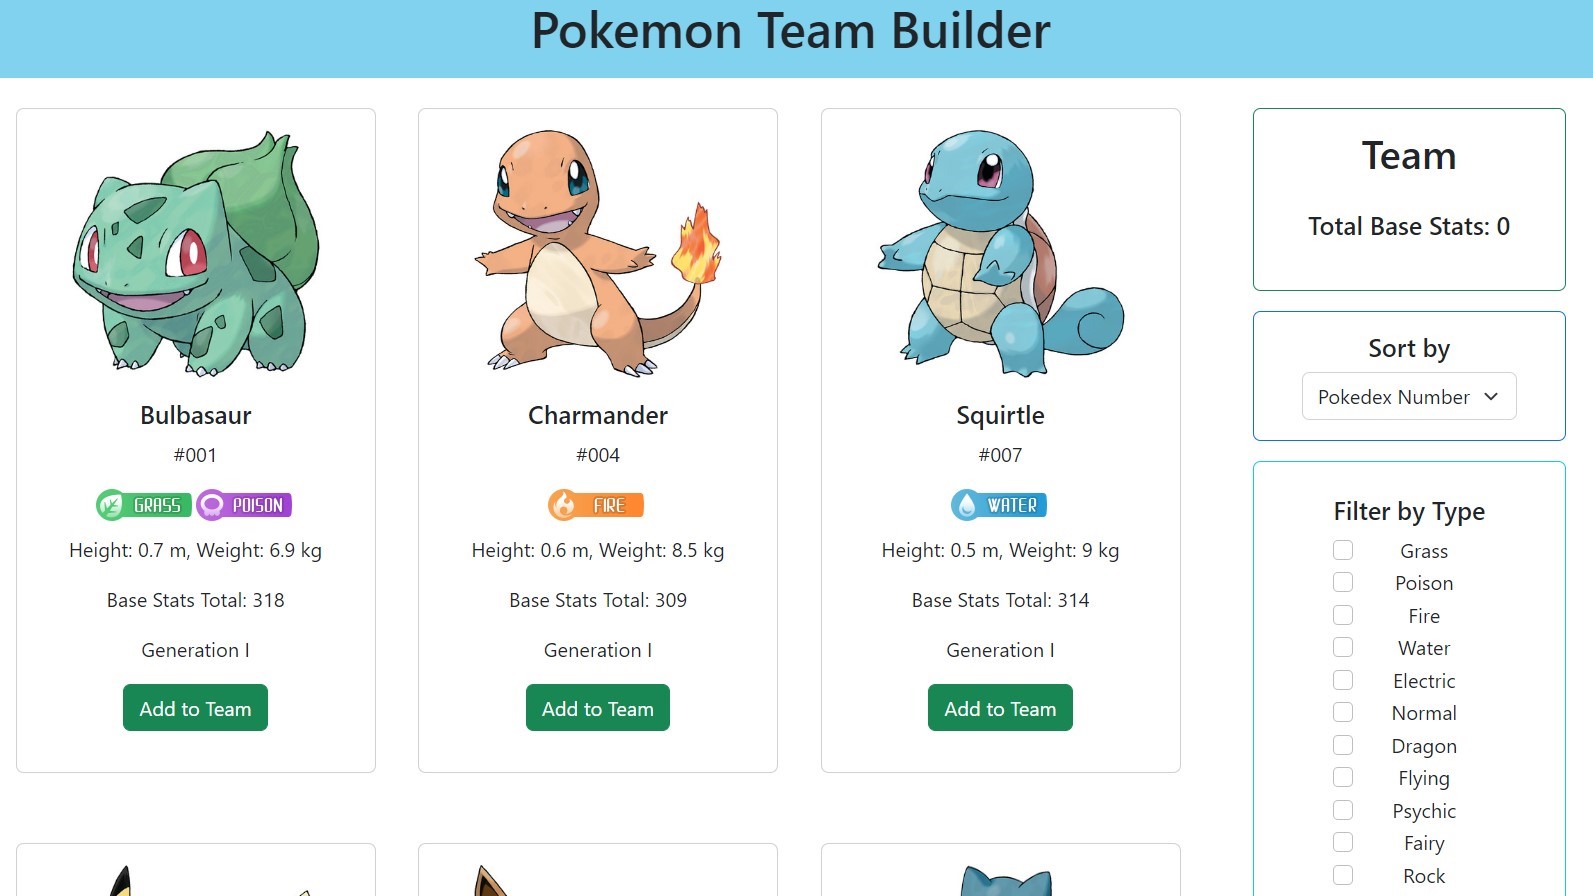 Pokemon Team Builder
Bulbasaur
#001
GRASS POISON
Height: 0.7 m, Weight: 6.9 kg
Base Stats Total: 318
Generation I
Add to Team
Charmander
#004
FIRE
Height: 0.6 m, Weight: 8.5 kg
Base Stats Total: 309
Generation I
Add to Team
Squirtle
#007
WATER
Height: 0.5 m, Weight: 9 kg
Base Stats Total: 314
Generation I
Add to Team
Team
Total Base Stats: 0
Sort by
Pokedex Number
Filter by Type
Grass
Poison
Fire
Water
Electric
Normal
Dragon
Flying
Psychic
Fairy
Rock